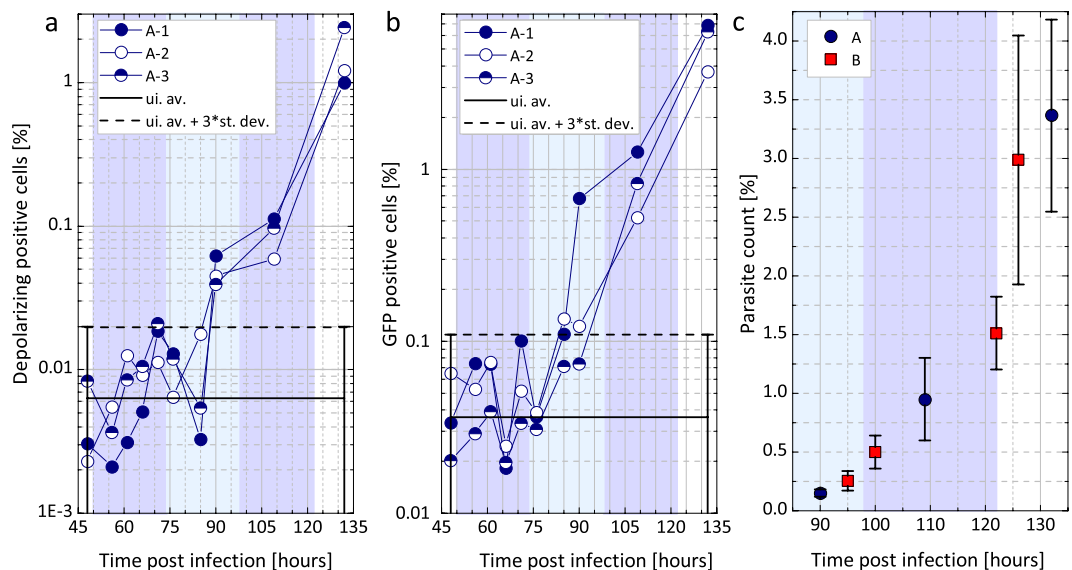 a
A-1
A-2
A-3
ui. av.
ui. av. + 3*st. dev.
Depolarizing positive cells [%]
1
0.1
0.01
1E-3
45 60 75 90 105 120 135
Time post infection [hours]
b
A-1
A-2
A-3
ui. av.
ui. av. + 3*st. dev.
GFP positive cells [%]
1
0.1
0.01
45 60 75 90 105 120 135
Time post infection [hours]
c
A
B
Parasite count [%]
4.0
3.5
3.0
2.5
2.0
1.5
1.0
0.5
0.0
90 100 110 120 130
Time post infection [hours]